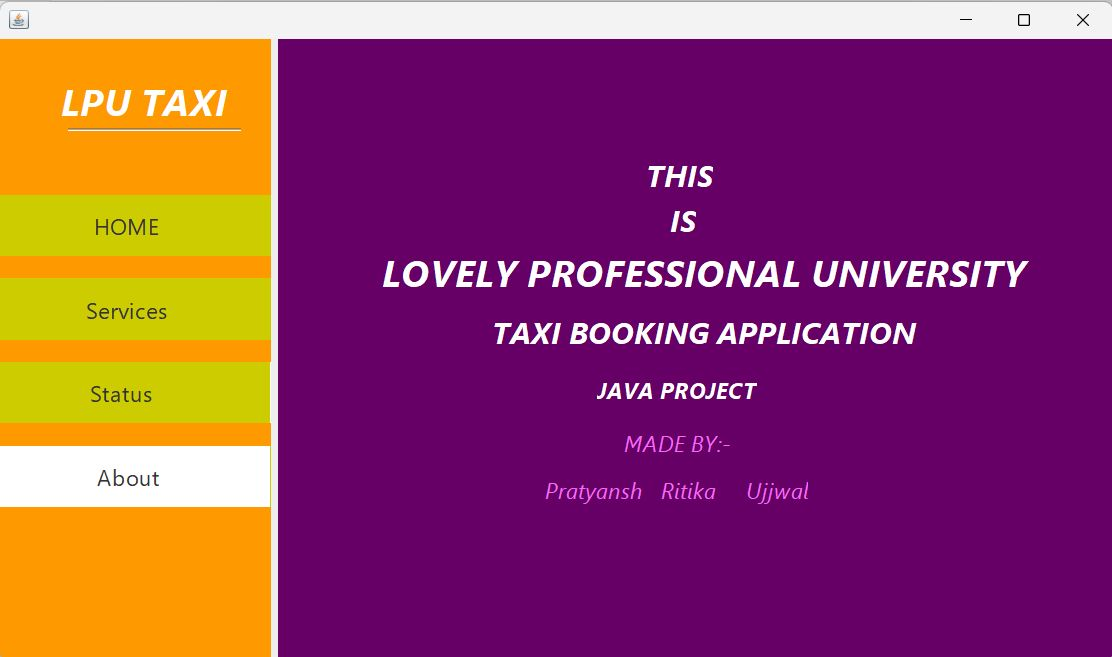 LPU TAXI
HOME
Services
Status
About
THIS
IS
LOVELY PROFESSIONAL UNIVERSITY
TAXI BOOKING APPLICATION
JAVA PROJECT
MADE BY:-
Pratyansh Ritika Ujjwal